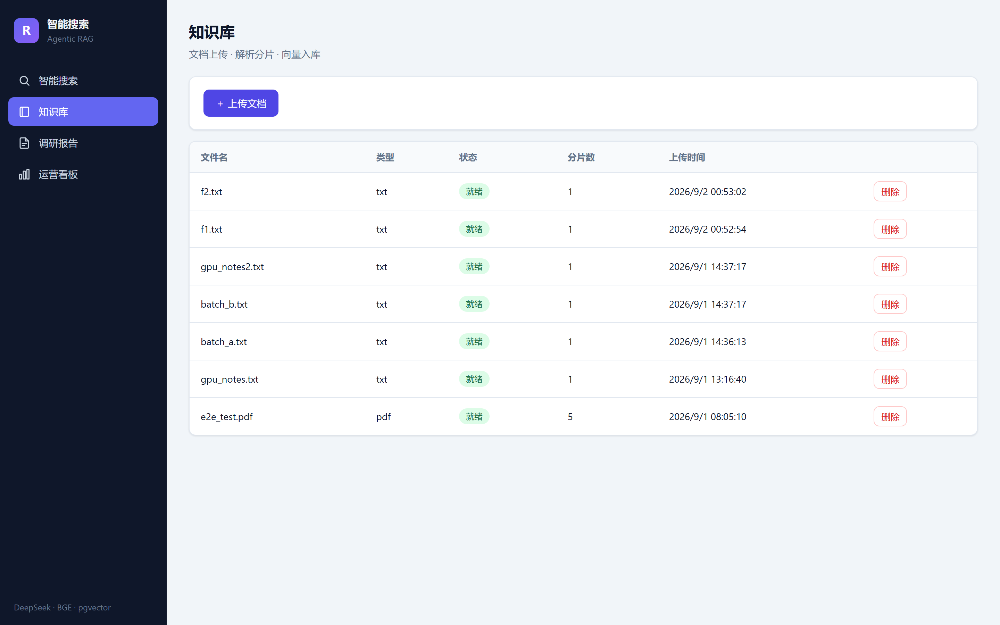 R
智能搜索
Agentic RAG
智能搜索
知识库
调研报告
运营看板
DeepSeek · BGE · pgvector
知识库
文档上传 · 解析分片 · 向量入库
+ 上传文档
文件名 类型 状态 分片数 上传时间
f2.txt txt 就绪 1 2026/9/2 00:53:02 删除
f1.txt txt 就绪 1 2026/9/2 00:52:54 删除
gpu_notes2.txt txt 就绪 1 2026/9/1 14:37:17 删除
batch_b.txt txt 就绪 1 2026/9/1 14:37:17 删除
batch_a.txt txt 就绪 1 2026/9/1 14:36:13 删除
gpu_notes.txt txt 就绪 1 2026/9/1 13:16:40 删除
e2e_test.pdf pdf 就绪 5 2026/9/1 08:05:10 删除